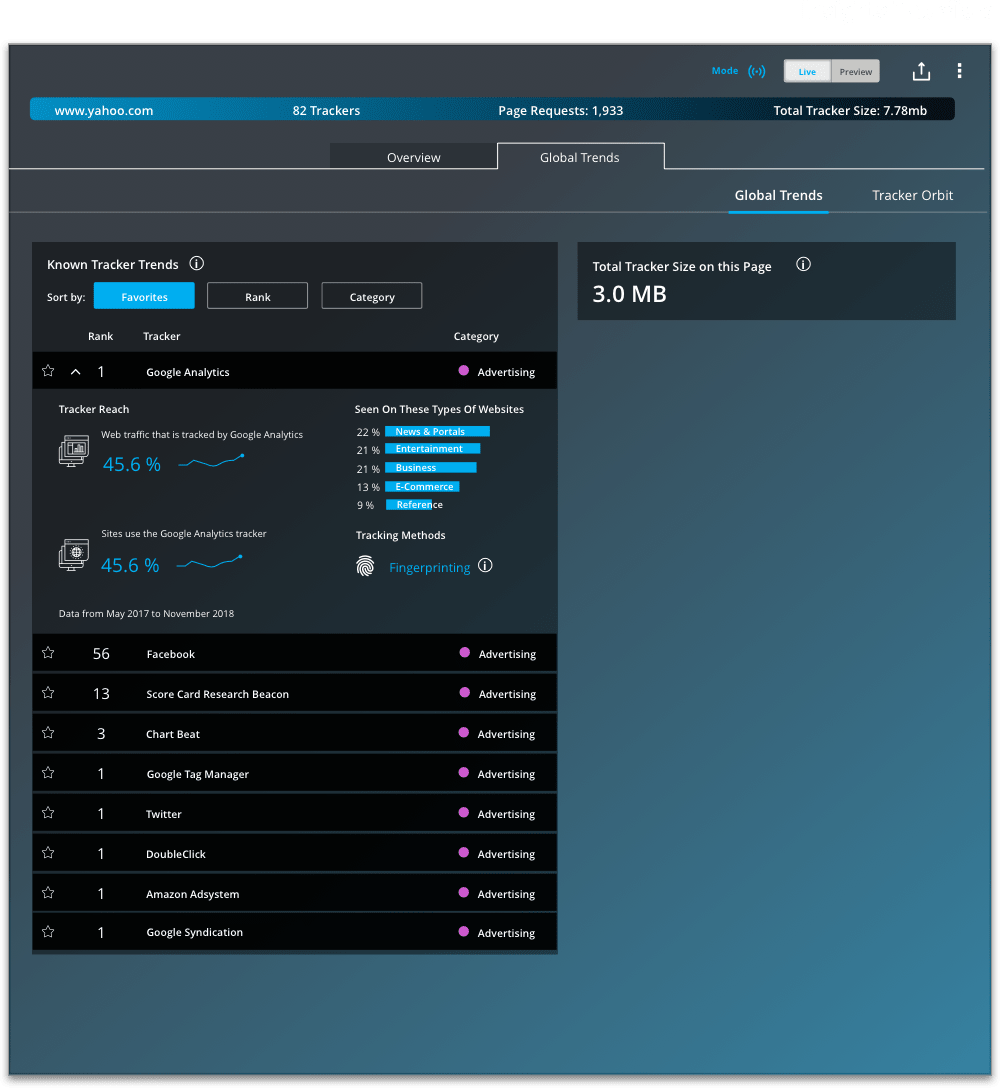 Mode Live Preview
www.yahoo.com 82 Trackers Page Requests: 1,933 Total Tracker Size: 7.78mb
Overview Global Trends
Global Trends Tracker Orbit
Known Tracker Trends
Sort by: Favorites Rank Category
Rank Tracker Category
1 Google Analytics Advertising
Tracker Reach
Web traffic that is tracked by Google Analytics
45.6 %
Sites use the Google Analytics tracker
45.6 %
Data from May 2017 to November 2018
Seen On These Types Of Websites
22 % News & Portals
21 % Entertainment
21 % Business
13 % E-Commerce
9 % Reference
Tracking Methods
Fingerprinting
56 Facebook Advertising
13 Score Card Research Beacon Advertising
3 Chart Beat Advertising
1 Google Tag Manager Advertising
1 Twitter Advertising
1 DoubleClick Advertising
1 Amazon Adsystem Advertising
1 Google Syndication Advertising
Total Tracker Size on this Page
3.0 MB